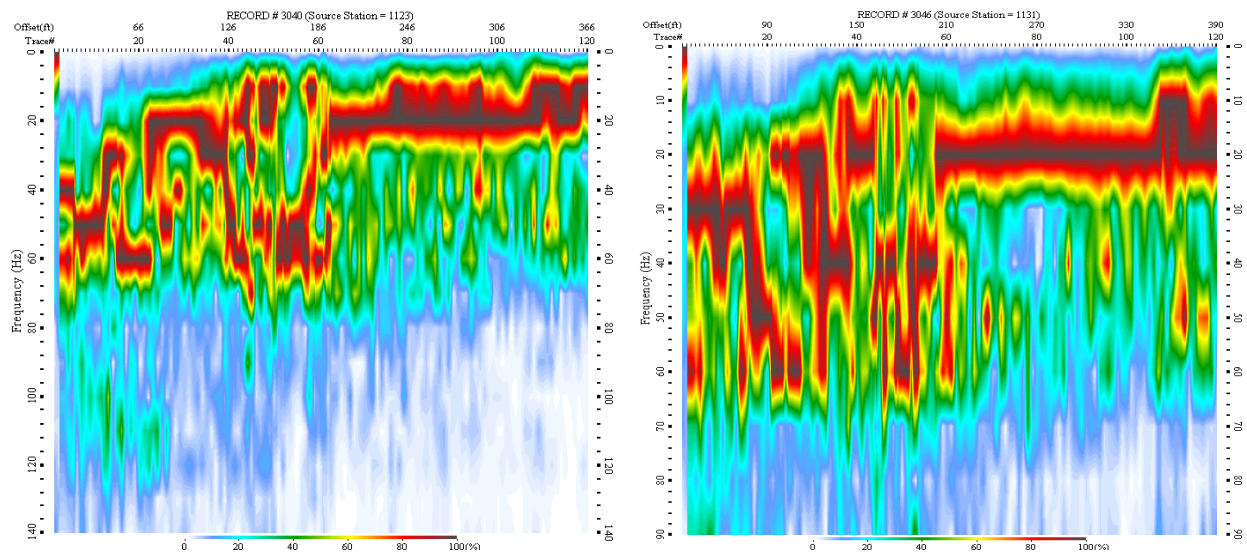 RECORD # 3040 (Source Station = 1123)
Offset(ft) 66 126 186 246 306 366
Trace# 20 40 60 80 100 120
Frequency (Hz)
0 20 40 60 80 100 120 140
0 20 40 60 80 100 120 140
0 20 40 60 80 100(%)
RECORD # 3046 (Source Station = 1131)
Offset(ft) 90 150 210 270 330 390
Trace# 20 40 60 80 100 120
Frequency (Hz)
0 10 20 30 40 50 60 70 80 90
0 10 20 30 40 50 60 70 80 90
0 20 40 60 80 100(%)